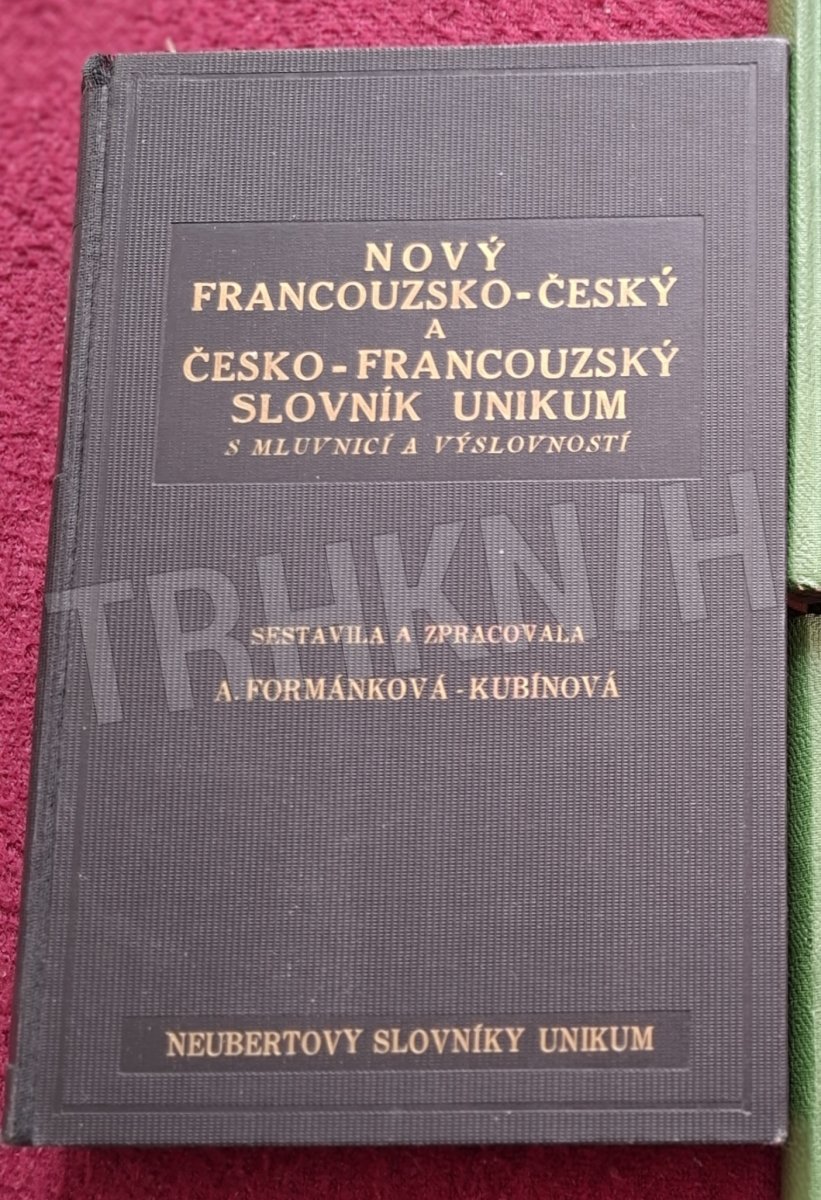 NOVÝ
FRANCOUZSKO-ČESKÝ
A
ČESKO-FRANCOUZSKÝ
SLOVNÍK UNIKUM
S MLUVNICÍ A VÝSLOVNOSTÍ
TRHKNIH
SESTAVILA A ZPRACOVALA
A. FORMÁNKOVÁ-KUBÍNOVÁ
NEUBERTOVY SLOVNÍKY UNIKUM